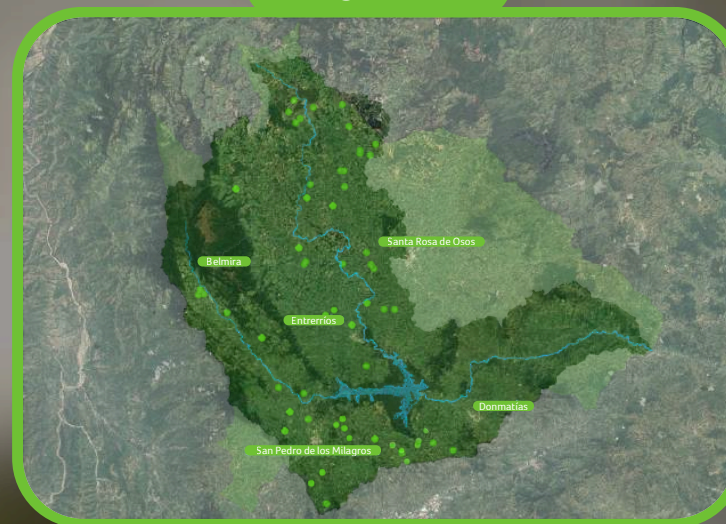 Santa Rosa de Osos
Belmira
Entrerríos
Donmatías
San Pedro de los Milagros